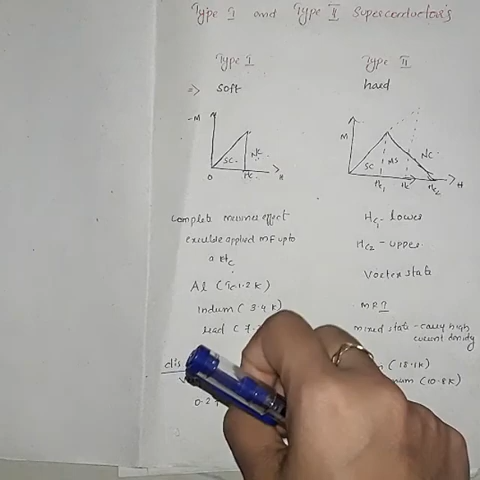 Type I and Type II Superconductors
Type I
Type II
=> soft
hard
-M
SC.
NC
Hc
O
H
M
SC
MS
NC
Hc1
Hc
Hc2
H
Complete meissner effect
applied MF upto
a Hc
Al (Tc 1.2 K)
Indium (3.4 K)
lead (7.2
dis
0.2T
HC1 - lower
HC2 - upper
Vortex state
mixed state - carry high
current density
(18.1K)
(10.8K)